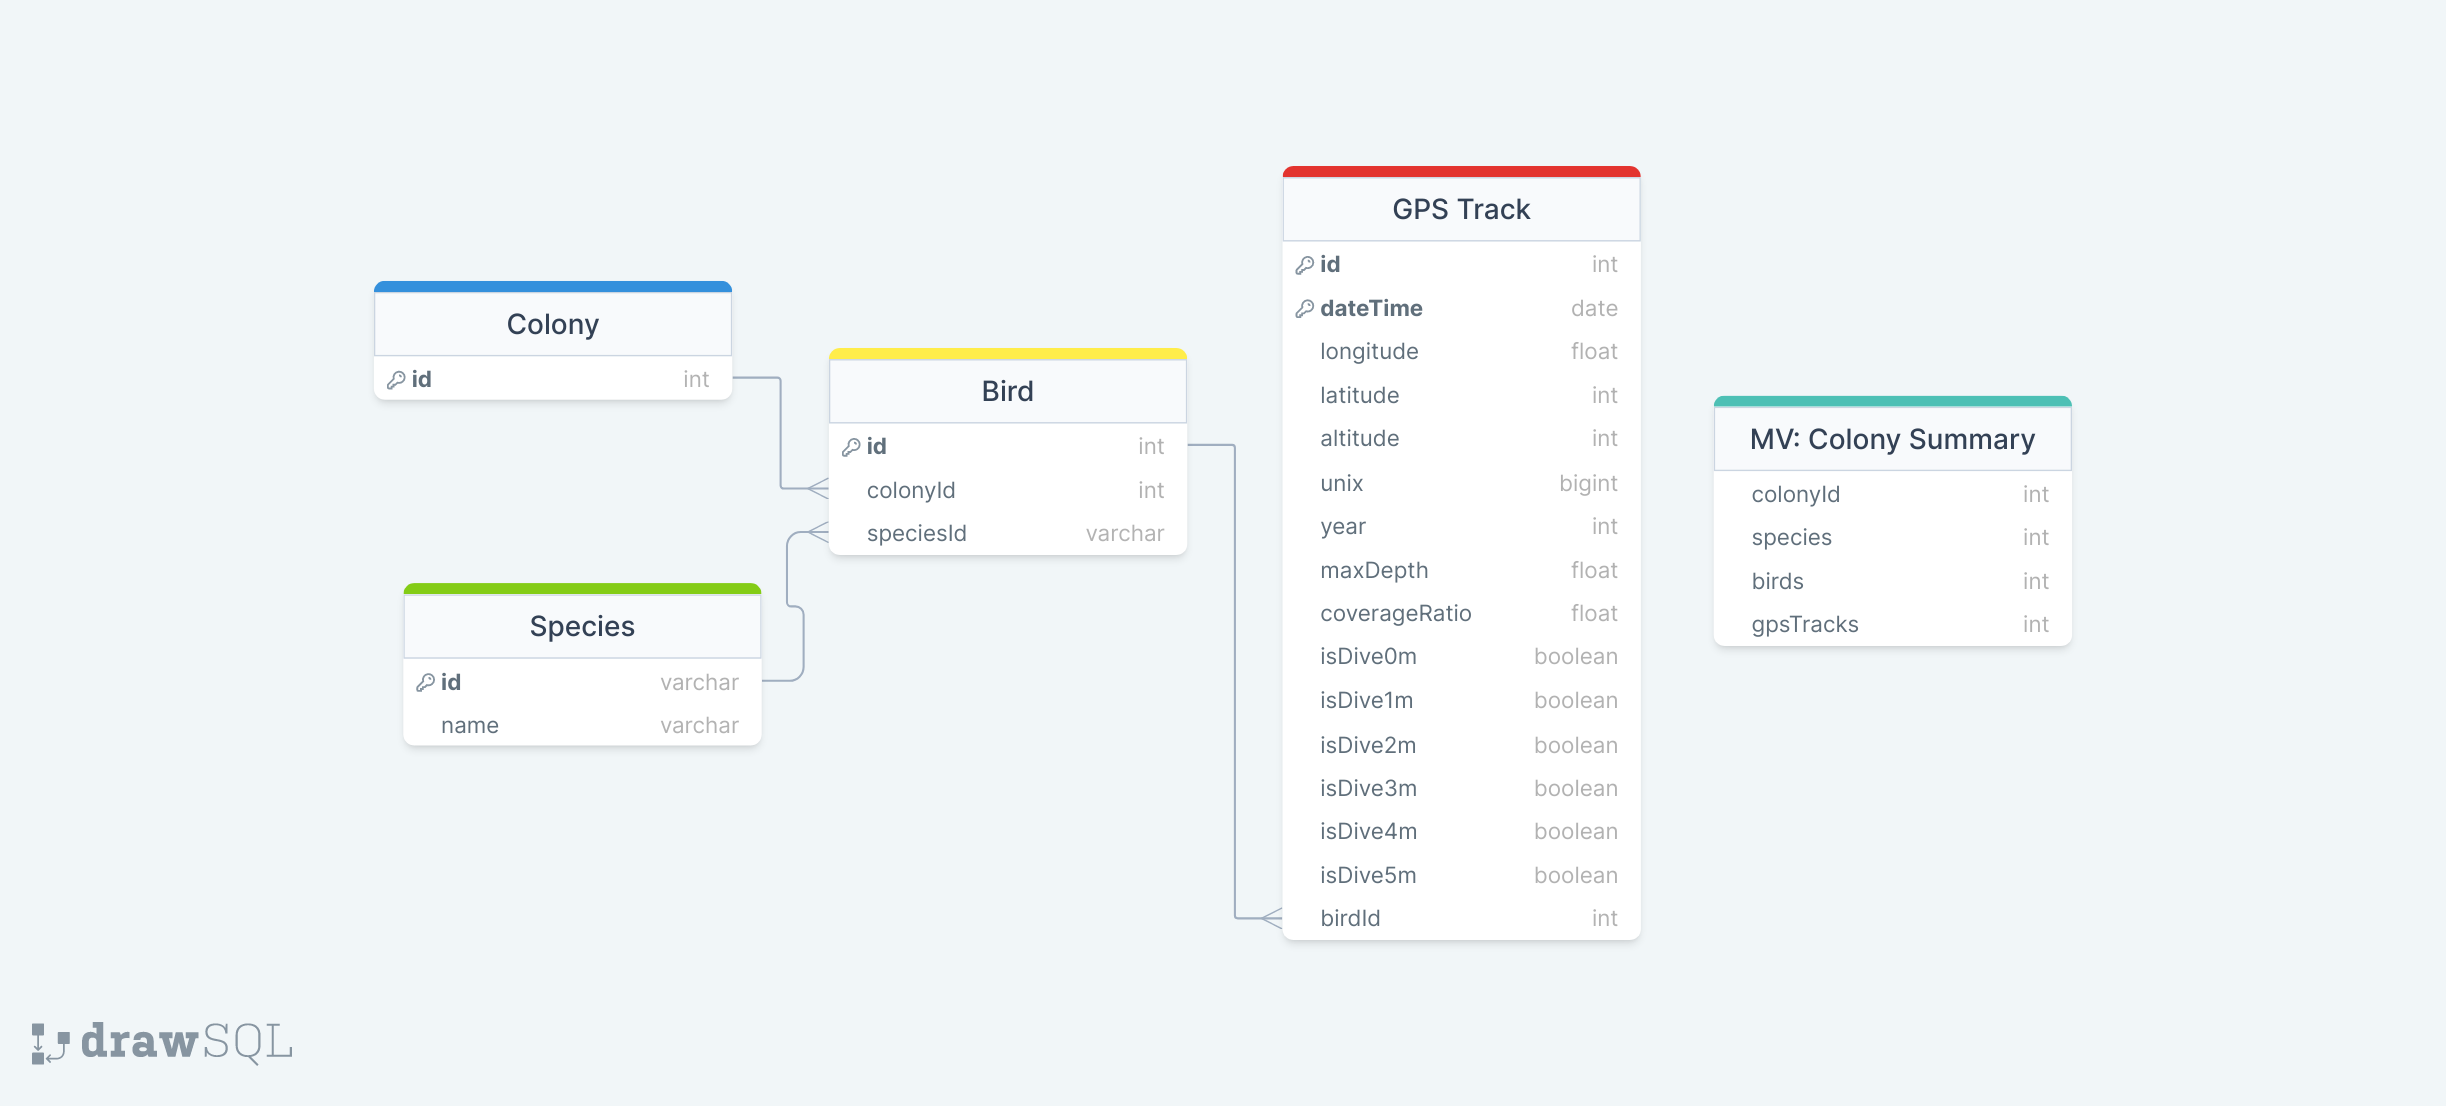 Colony
id int
Species
id varchar
name varchar
Bird
id int
colonyId int
speciesId varchar
GPS Track
id int
dateTime date
longitude float
latitude int
altitude int
unix bigint
year int
maxDepth float
coverageRatio float
isDive0m boolean
isDive1m boolean
isDive2m boolean
isDive3m boolean
isDive4m boolean
isDive5m boolean
birdId int
MV: Colony Summary
colonyId int
species int
birds int
gpsTracks int
drawSQL